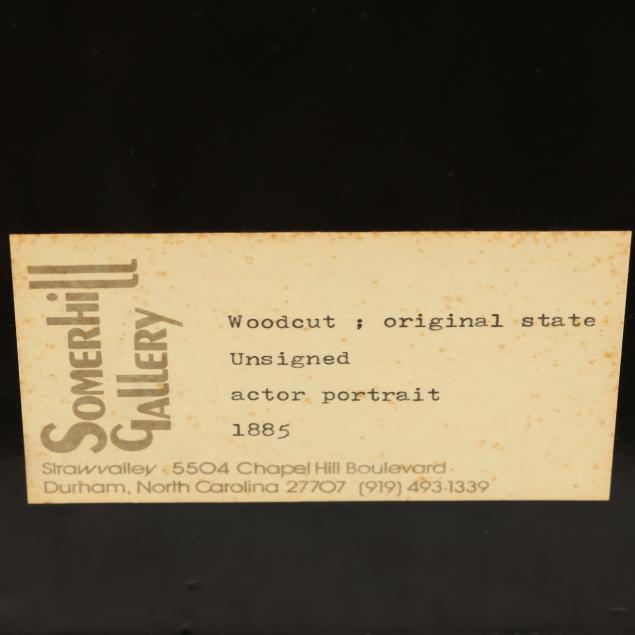 Somerhill
Gallery
Woodcut ; original state
Unsigned
actor portrait
1885
Strawvalley · 5504 Chapel Hill Boulevard ·
Durham, North Carolina 27707 (919) 493·1339